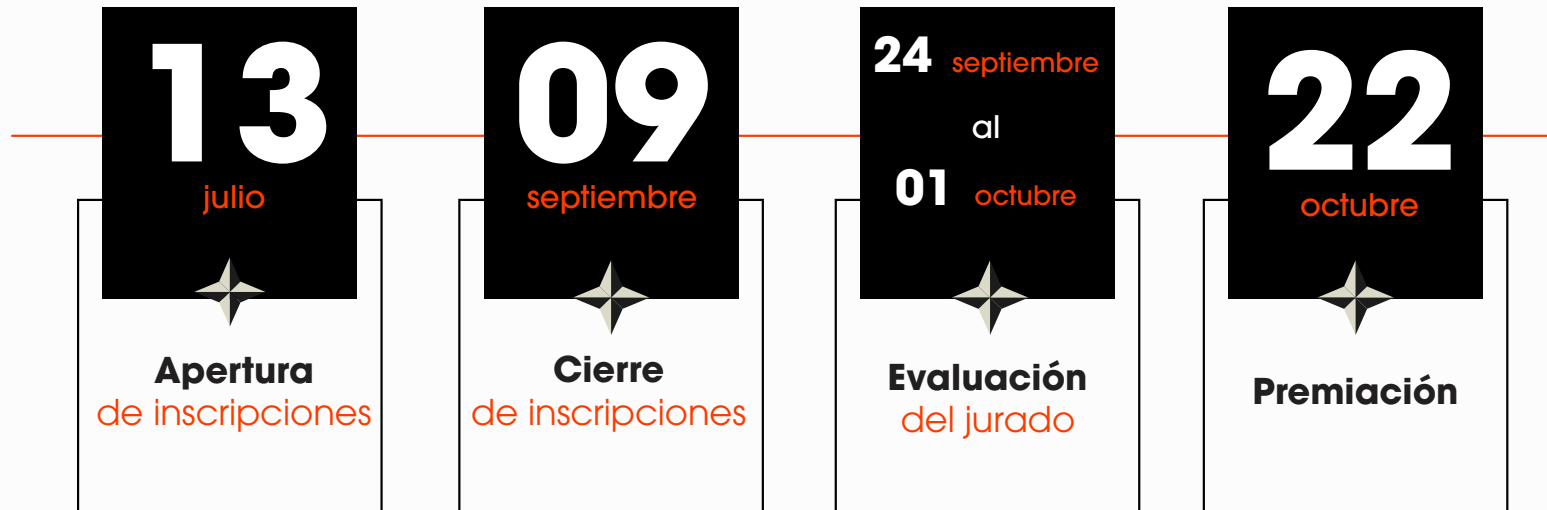 13
julio
Apertura
de inscripciones
09
septiembre
Cierre
de inscripciones
24 septiembre
al
01 octubre
Evaluación
del jurado
22
octubre
Premiación